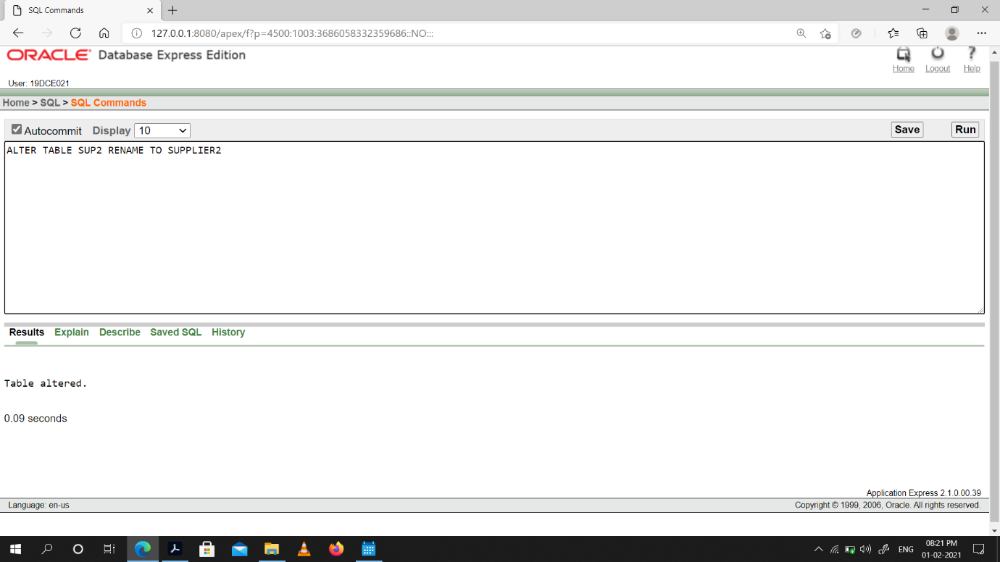 SQL Commands
127.0.0.1:8080/apex/f?p=4500:1003:3686058332359686::NO:::
ORACLE Database Express Edition
Home Logout Help
User: 19DCE021
Home > SQL > SQL Commands
Autocommit Display 10 Save Run
ALTER TABLE SUP2 RENAME TO SUPPLIER2
Results Explain Describe Saved SQL History
Table altered.
0.09 seconds
Application Express 2.1.0.00.39
Language: en-us Copyright © 1999, 2006, Oracle. All rights reserved.
08:21 PM
ENG
01-02-2021